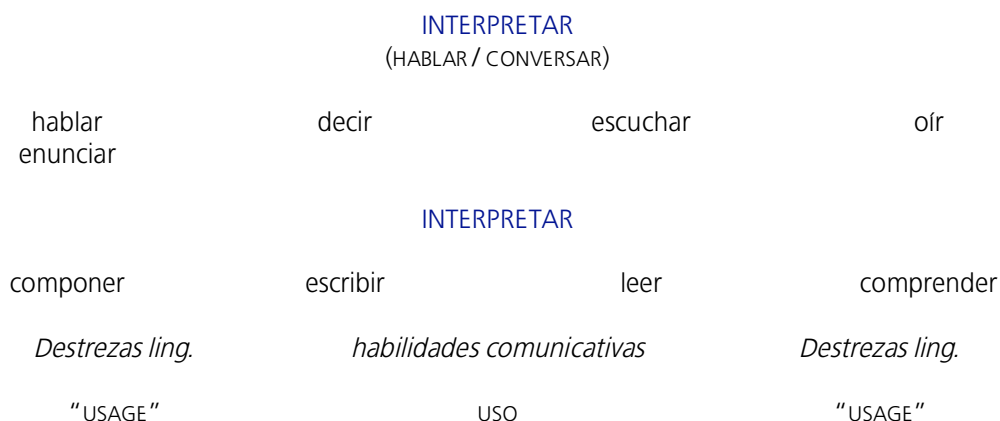 INTERPRETAR
(HABLAR / CONVERSAR)
hablar decir escuchar oír
enunciar
INTERPRETAR
componer escribir leer comprender
Destrezas ling. habilidades comunicativas Destrezas ling.
“USAGE” USO “USAGE”